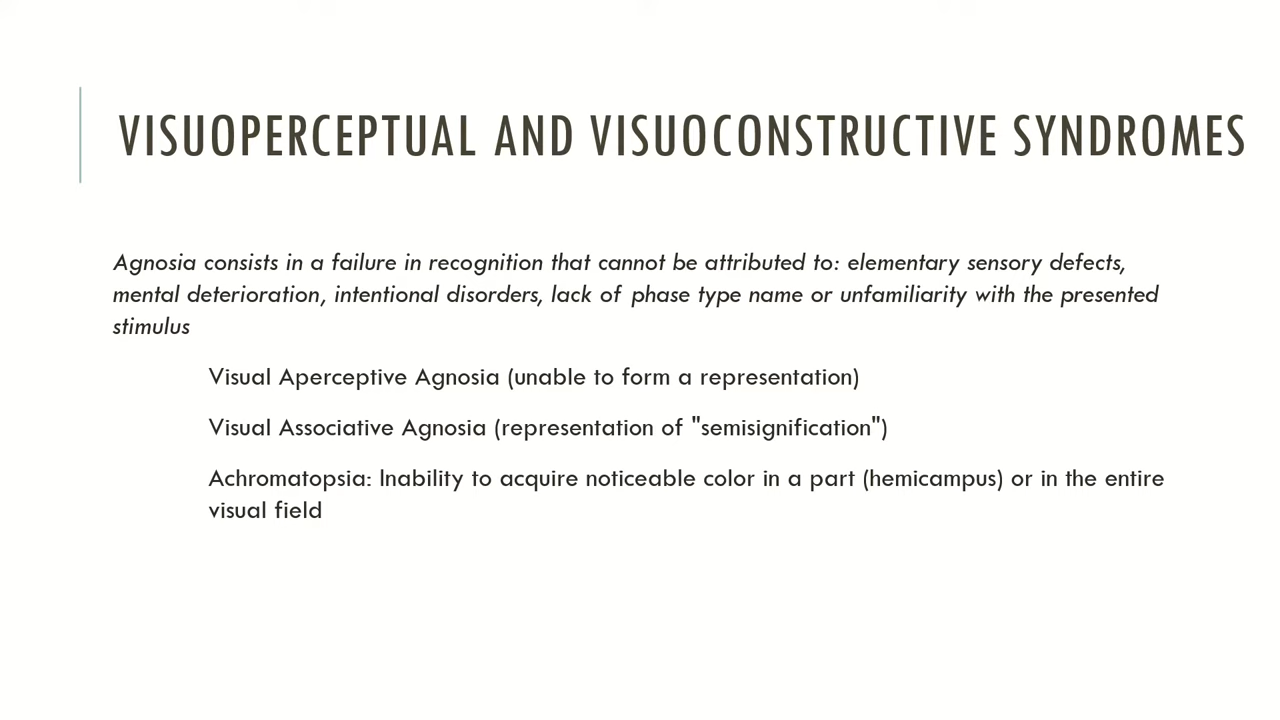 VISUOPERCEPTUAL AND VISUOCONSTRUCTIVE SYNDROMES
Agnosia consists in a failure in recognition that cannot be attributed to: elementary sensory defects,
mental deterioration, intentional disorders, lack of phase type name or unfamiliarity with the presented
stimulus
Visual Aperceptive Agnosia (unable to form a representation)
Visual Associative Agnosia (representation of "semisignification")
Achromatopsia: Inability to acquire noticeable color in a part (hemicampus) or in the entire
visual field